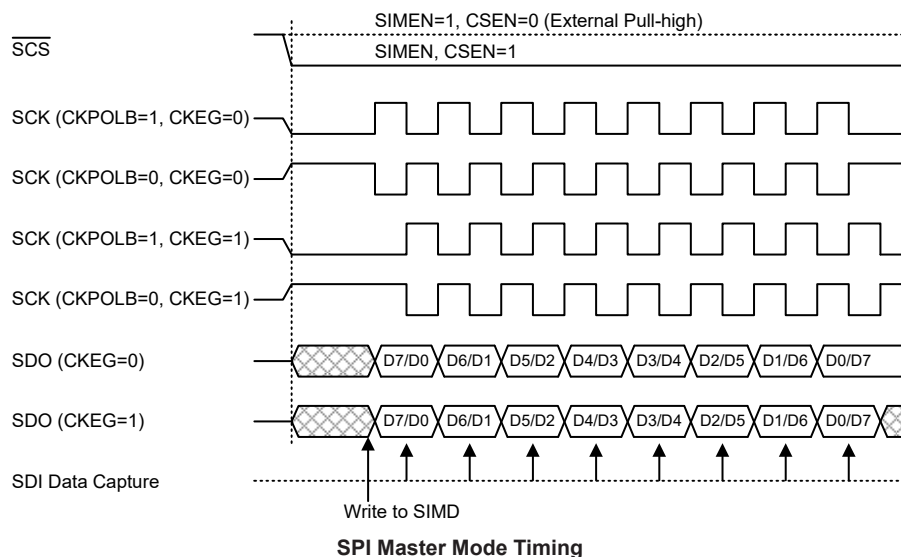 SIMEN=1, CSEN=0 (External Pull-high)
SCS
SIMEN, CSEN=1
SCK (CKPOLB=1, CKEG=0)
SCK (CKPOLB=0, CKEG=0)
SCK (CKPOLB=1, CKEG=1)
SCK (CKPOLB=0, CKEG=1)
SDO (CKEG=0) D7/D0 D6/D1 D5/D2 D4/D3 D3/D4 D2/D5 D1/D6 D0/D7
SDO (CKEG=1) D7/D0 D6/D1 D5/D2 D4/D3 D3/D4 D2/D5 D1/D6 D0/D7
SDI Data Capture
Write to SIMD
SPI Master Mode Timing